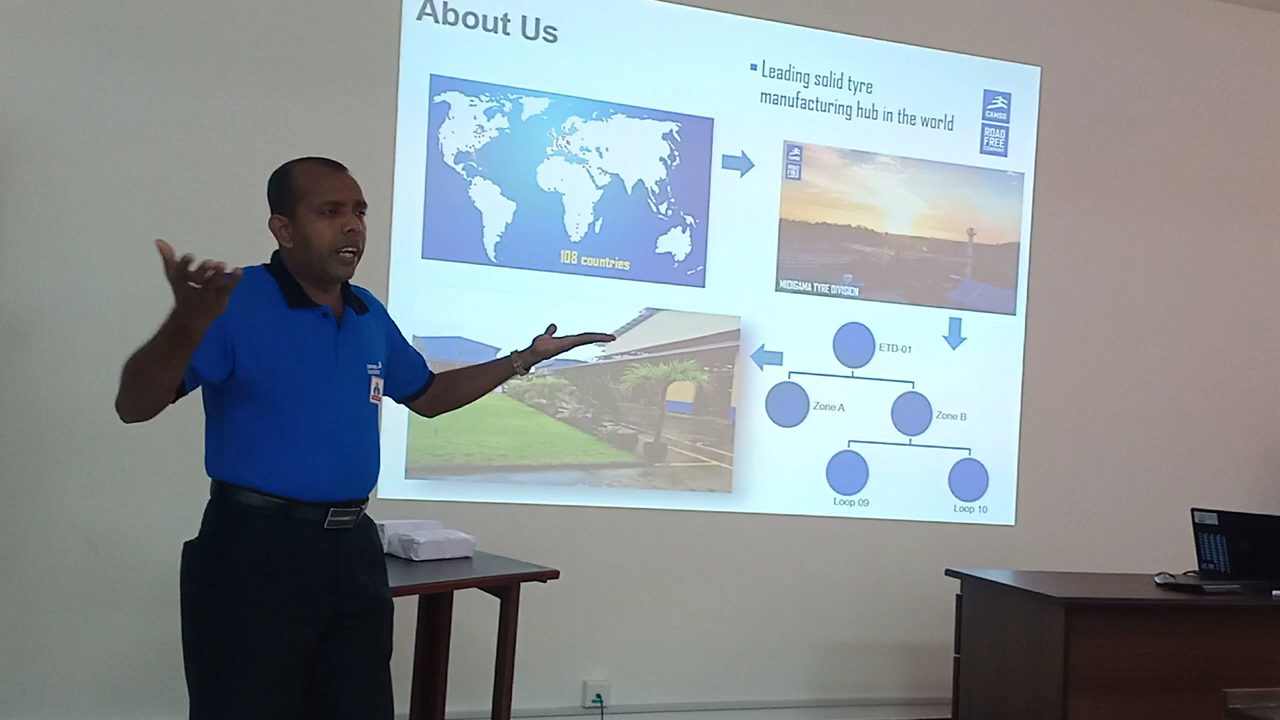 About Us
Leading solid tyre
manufacturing hub in the world
CAMSO
ROAD
FREE
COMPANY
108 countries
MIDIGAMA TYRE DIVISION
ETD-01
Zone A
Zone B
Loop 09
Loop 10